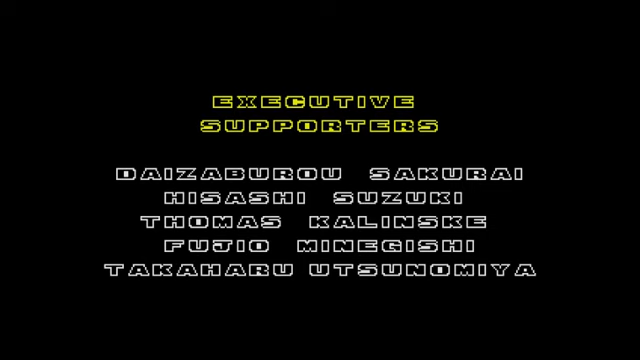 EXECUTIVE
SUPPORTERS
DAIZABUROU SAKURAI
HISASHI SUZUKI
THOMAS KALINSKE
FUJIO MINEGISHI
TAKAHARU UTSUNOMIYA